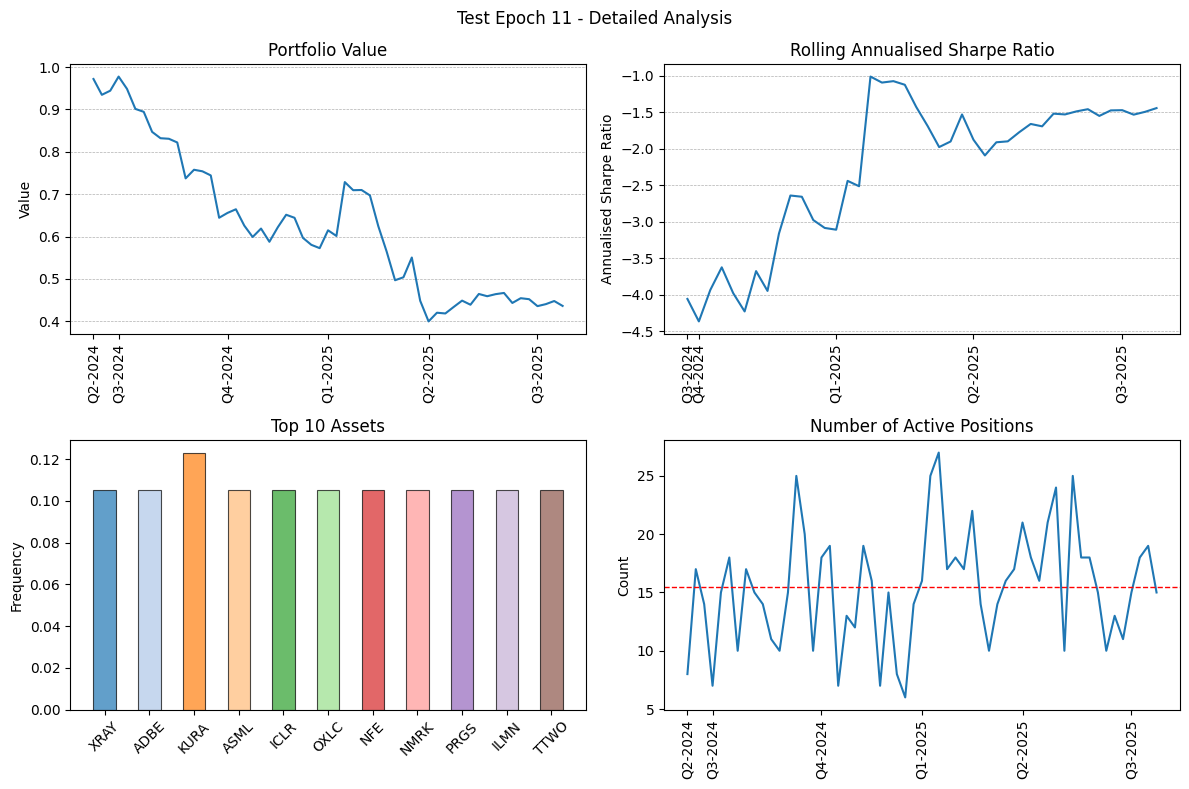 Test Epoch 11 - Detailed Analysis
Portfolio Value
Value
1.0
0.9
0.8
0.7
0.6
0.5
0.4
Q2-2024
Q3-2024
Q4-2024
Q1-2025
Q2-2025
Q3-2025
Rolling Annualised Sharpe Ratio
Annualised Sharpe Ratio
−1.0
−1.5
−2.0
−2.5
−3.0
−3.5
−4.0
−4.5
Q3-2024
Q4-2024
Q1-2025
Q2-2025
Q3-2025
Top 10 Assets
Frequency
0.12
0.10
0.08
0.06
0.04
0.02
0.00
XRAY
ADBE
KURA
ASML
ICLR
OXLC
NFE
NMRK
PRGS
ILMN
TTWO
Number of Active Positions
Count
25
20
15
10
5
Q2-2024
Q3-2024
Q4-2024
Q1-2025
Q2-2025
Q3-2025